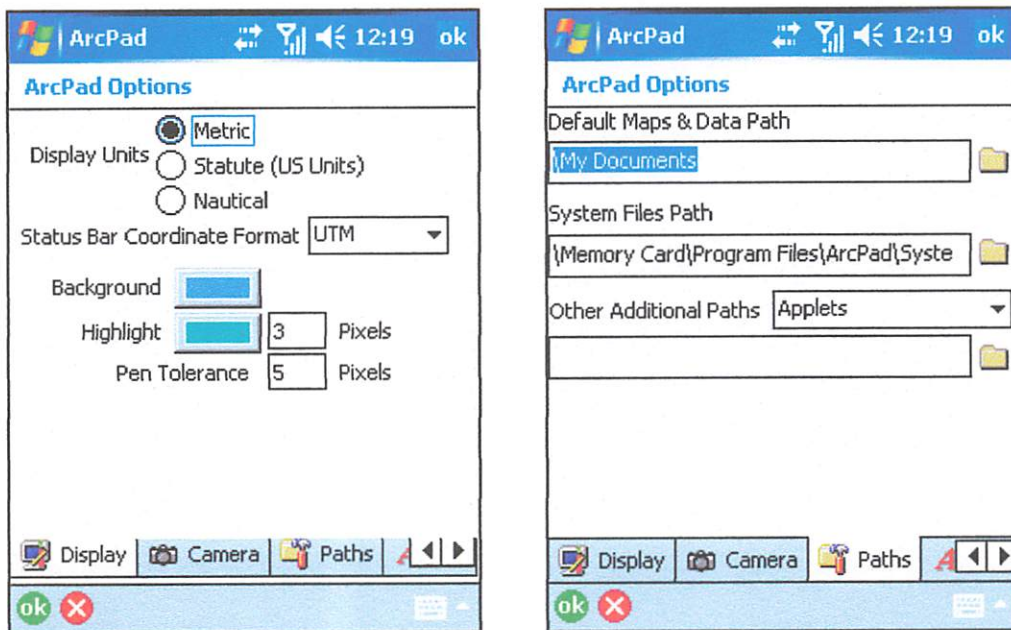 ArcPad 12:19 ok
ArcPad Options
Display Units
Metric
Statute (US Units)
Nautical
Status Bar Coordinate Format UTM
Background
Highlight 3 Pixels
Pen Tolerance 5 Pixels
Display Camera Paths A
ok
ArcPad 12:19 ok
ArcPad Options
Default Maps & Data Path
\My Documents
System Files Path
\Memory Card\Program Files\ArcPad\Syste
Other Additional Paths Applets
Display Camera Paths A
ok